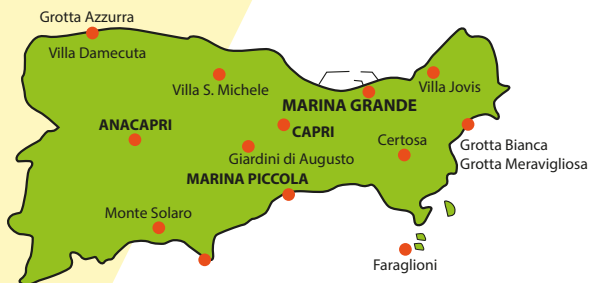 Grotta Azzurra
Villa Damecuta
Villa S. Michele
Villa Jovis
MARINA GRANDE
ANACAPRI
CAPRI
Certosa
Grotta Bianca
Grotta Meravigliosa
Giardini di Augusto
MARINA PICCOLA
Monte Solaro
Faraglioni